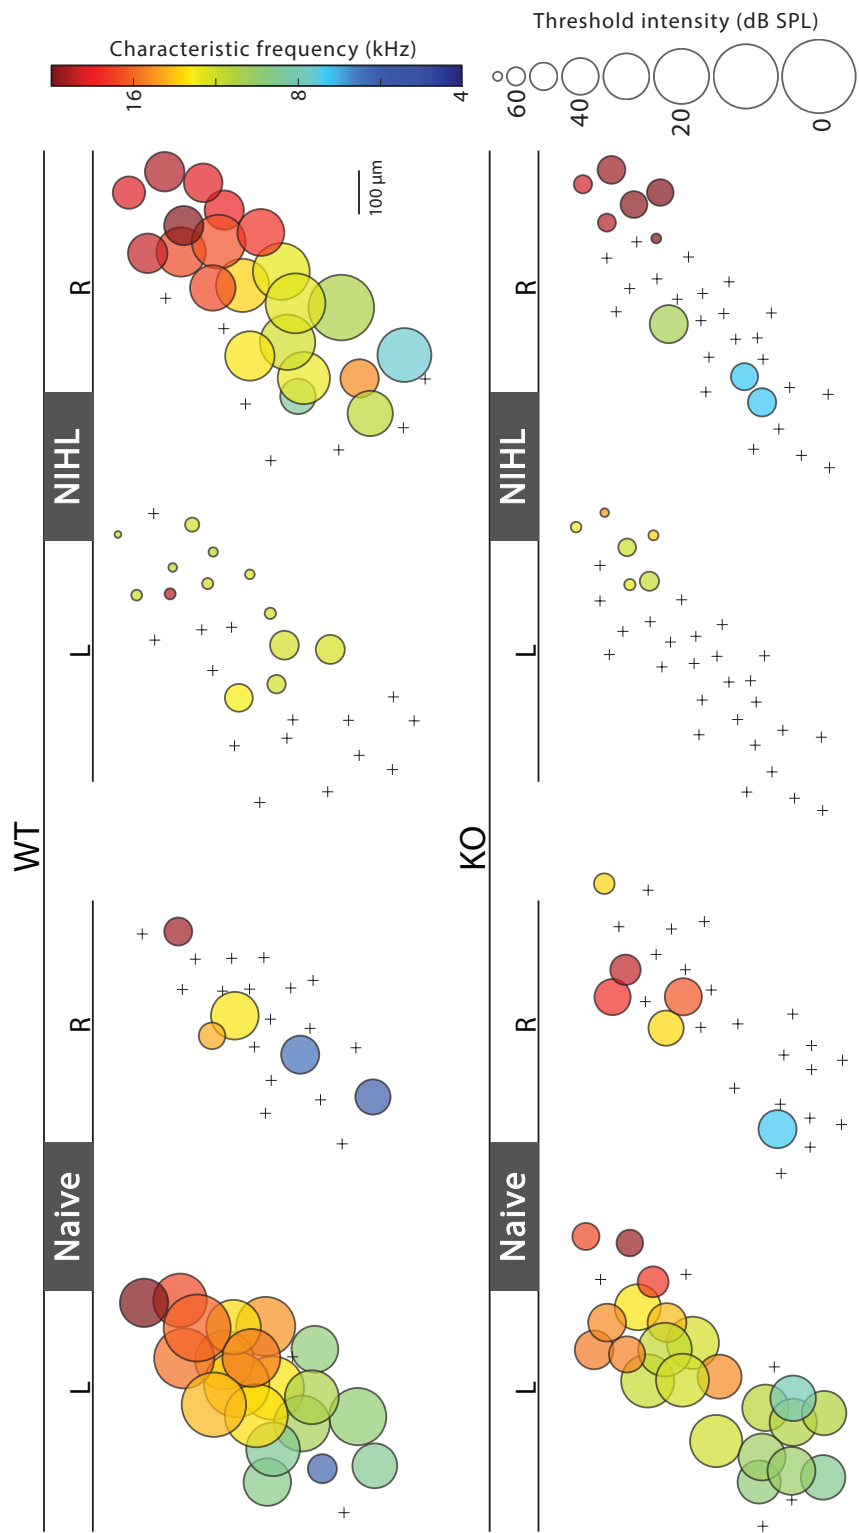 Threshold intensity (dB SPL)
Characteristic frequency (kHz)
16
8
4
60
40
20
0
100 µm
WT
R
NIHL
L
R
Naive
L
KO
R
NIHL
L
R
Naive
L